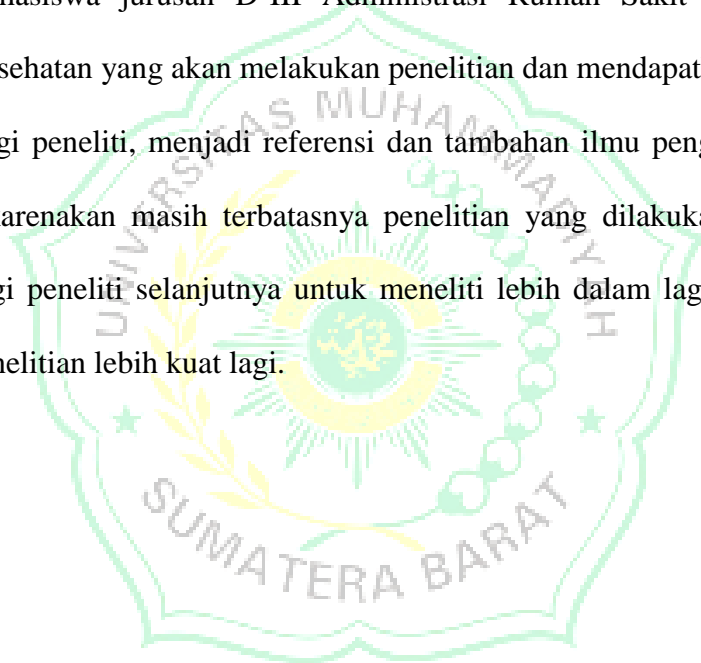 mahasiswa jurusan D-III Administrasi Rumah Sakit
sehatan yang akan melakukan penelitian dan mendapat
gi peneliti, menjadi referensi dan tambahan ilmu peng
arenakan masih terbatasnya penelitian yang dilakuka
gi peneliti selanjutnya untuk meneliti lebih dalam lag
nelitian lebih kuat lagi.
UNIVERSITAS MUHAMMADIYAH
SUMATERA BARAT